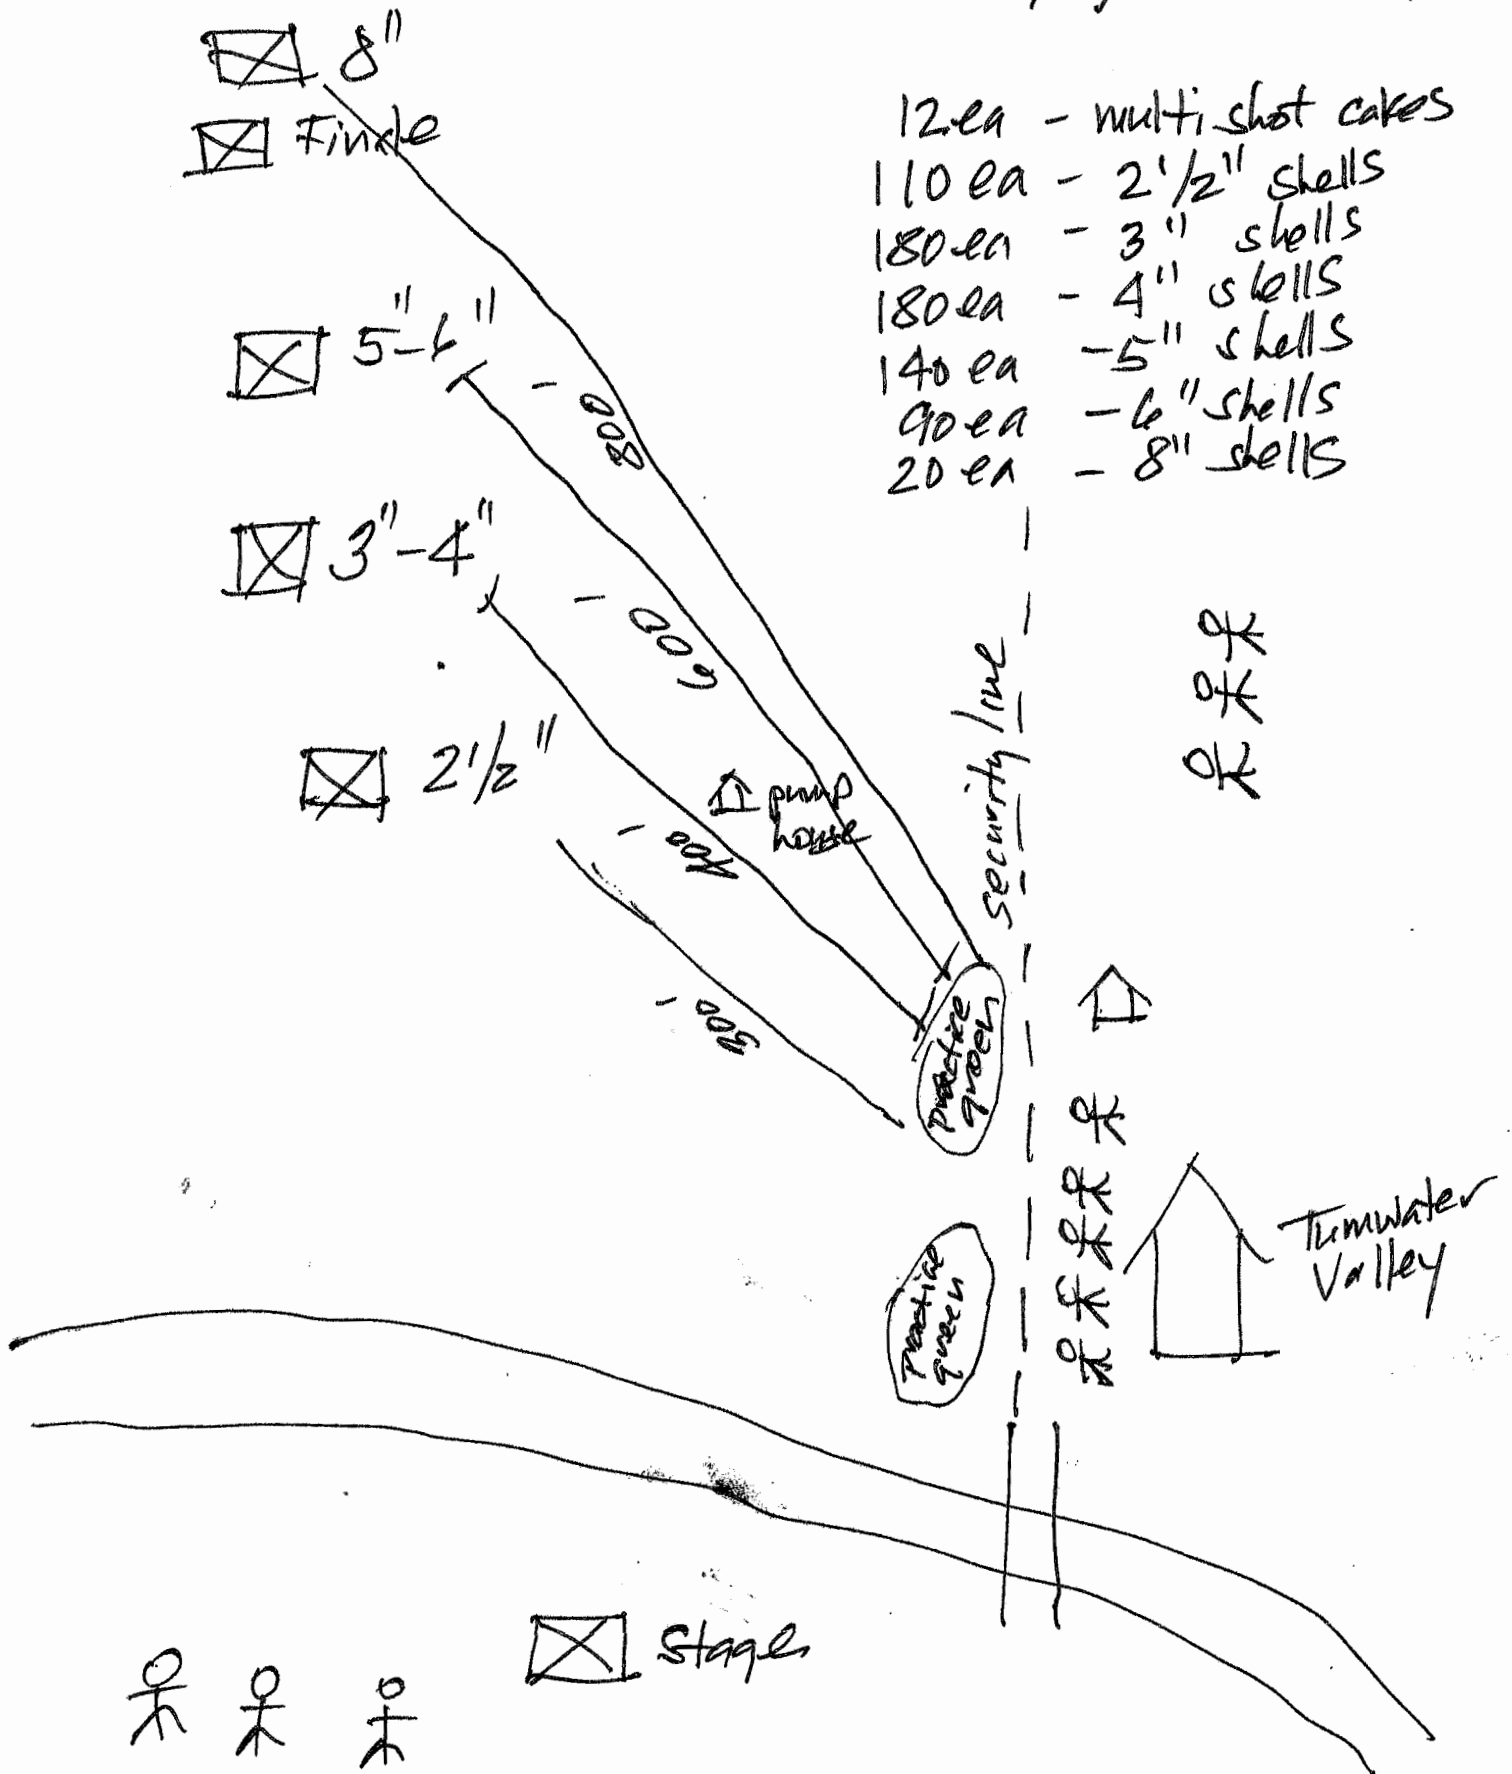 8"
Finale
12 ea - multi shot cakes
110 ea - 2 1/2" shells
180 ea - 3" shells
180 ea - 4" shells
140 ea - 5" shells
90 ea - 6" shells
20 ea - 8" shells
5"-6"
800'
3"-4"
600'
security line
2 1/2"
pump
house
400'
300'
practice
green
practice
green
Tumwater
Valley
Stage